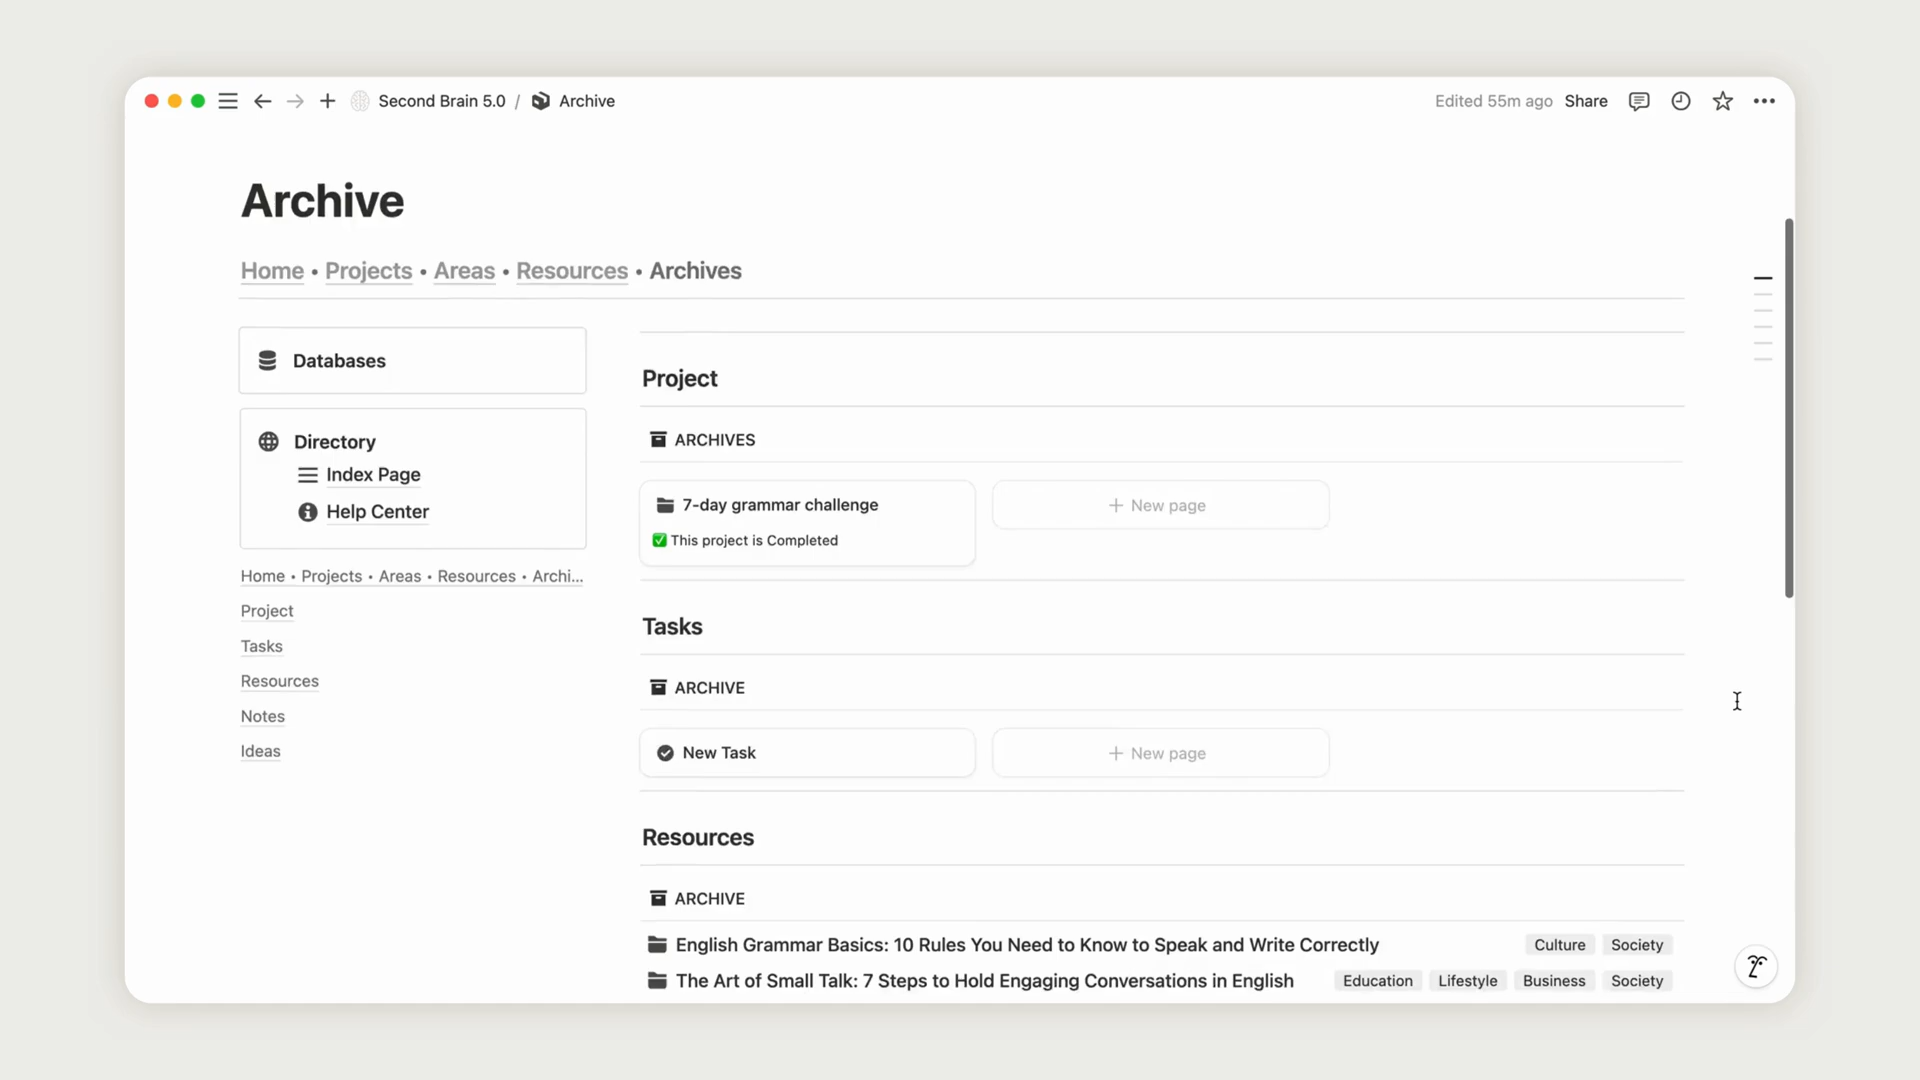 Second Brain 5.0 / Archive
Edited 55m ago Share
Archive
Home • Projects • Areas • Resources • Archives
Databases
Directory
Index Page
Help Center
Home • Projects • Areas • Resources • Archi...
Project
Tasks
Resources
Notes
Ideas
Project
ARCHIVES
7-day grammar challenge
+ New page
✅ This project is Completed
Tasks
ARCHIVE
New Task
+ New page
Resources
ARCHIVE
English Grammar Basics: 10 Rules You Need to Know to Speak and Write Correctly Culture Society
The Art of Small Talk: 7 Steps to Hold Engaging Conversations in English Education Lifestyle Business Society